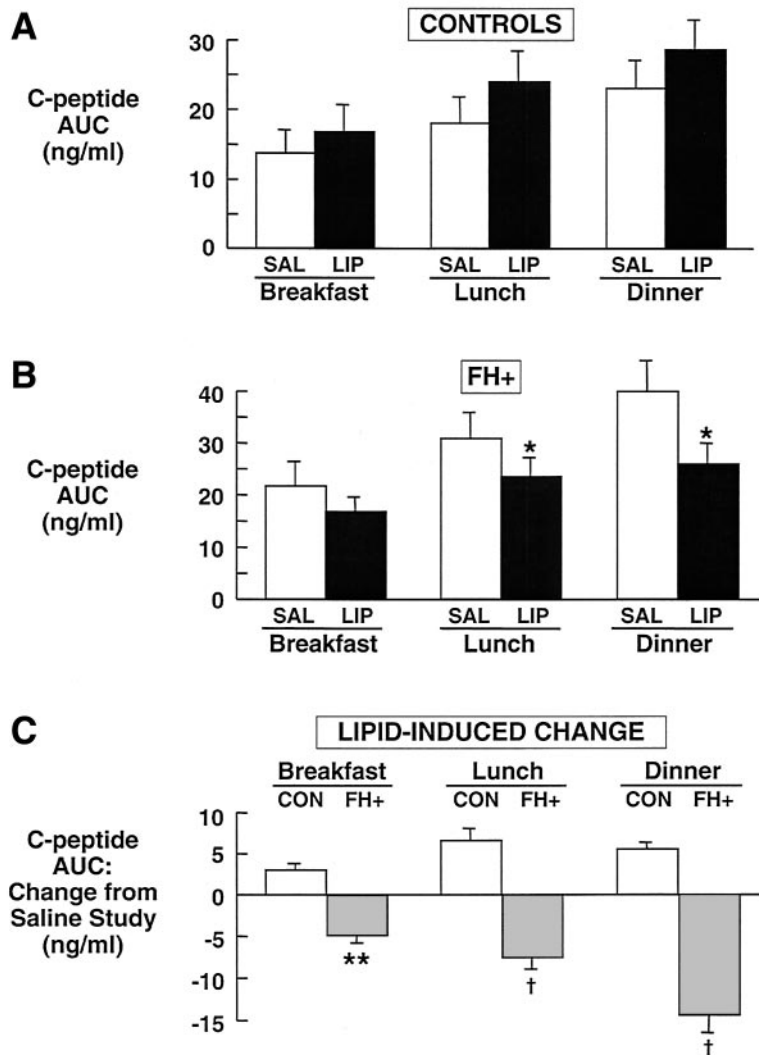 A
CONTROLS
C-peptide
AUC
(ng/ml)
30
20
10
0
SAL LIP SAL LIP SAL LIP
Breakfast Lunch Dinner
B
FH+
C-peptide
AUC
(ng/ml)
40
30
20
10
0
*
*
SAL LIP SAL LIP SAL LIP
Breakfast Lunch Dinner
C
LIPID-INDUCED CHANGE
Breakfast Lunch Dinner
CON FH+ CON FH+ CON FH+
C-peptide
AUC:
Change from
Saline Study
(ng/ml)
10
5
0
-5
-10
-15
**
†
†